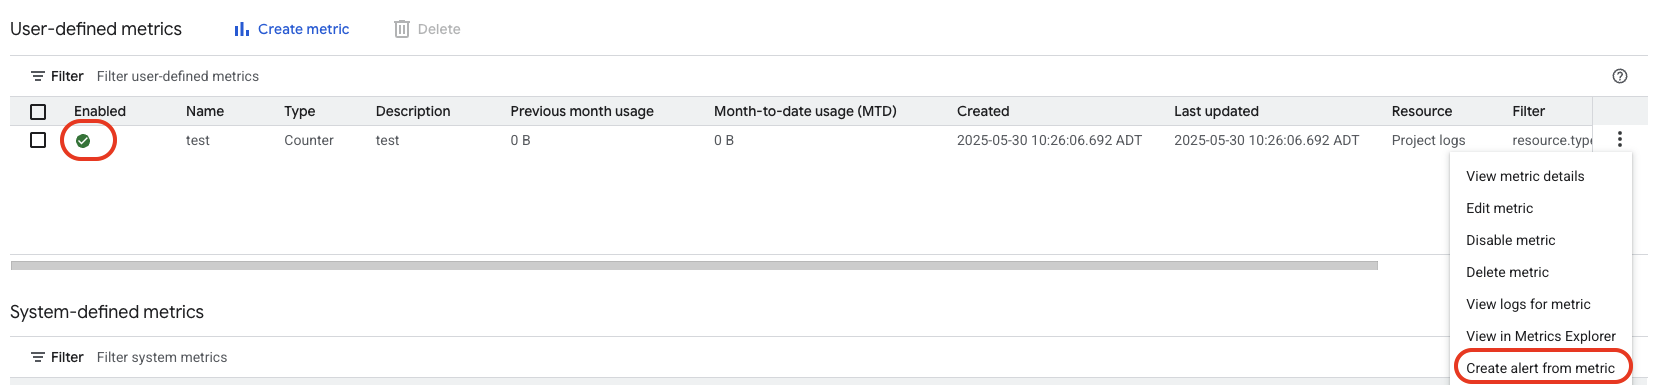 User-defined metrics Create metric Delete
Filter Filter user-defined metrics
Enabled Name Type Description Previous month usage Month-to-date usage (MTD) Created Last updated Resource Filter
test Counter test 0 B 0 B 2025-05-30 10:26:06.692 ADT 2025-05-30 10:26:06.692 ADT Project logs resource.type
View metric details
Edit metric
Disable metric
Delete metric
View logs for metric
System-defined metrics
View in Metrics Explorer
Filter Filter system metrics
Create alert from metric